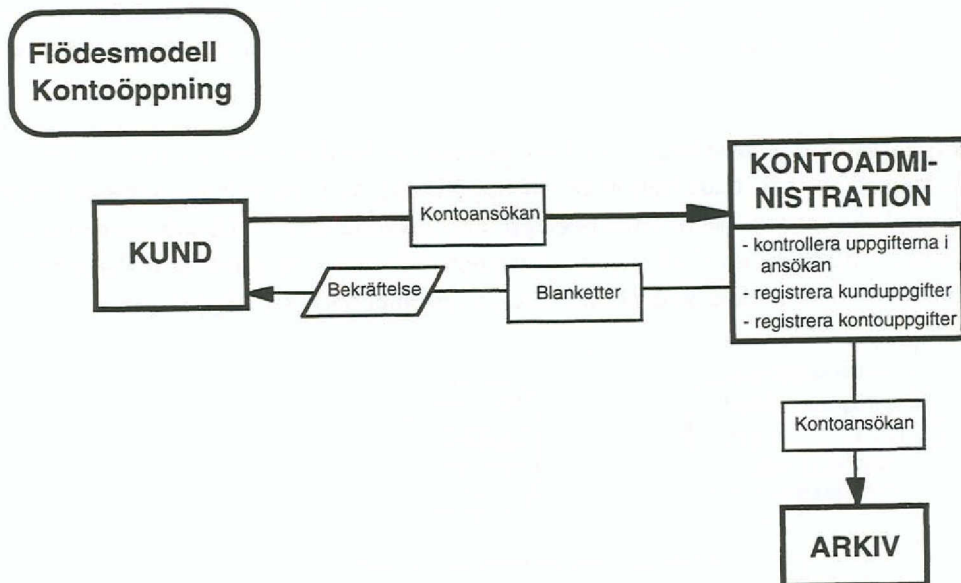 Flödesmodell
Kontoöppning
KUND
Kontoansökan
KONTOADMI-
NISTRATION
- kontrollera uppgifterna i
ansökan
- registrera kunduppgifter
- registrera kontouppgifter
Bekräftelse
Blanketter
Kontoansökan
ARKIV